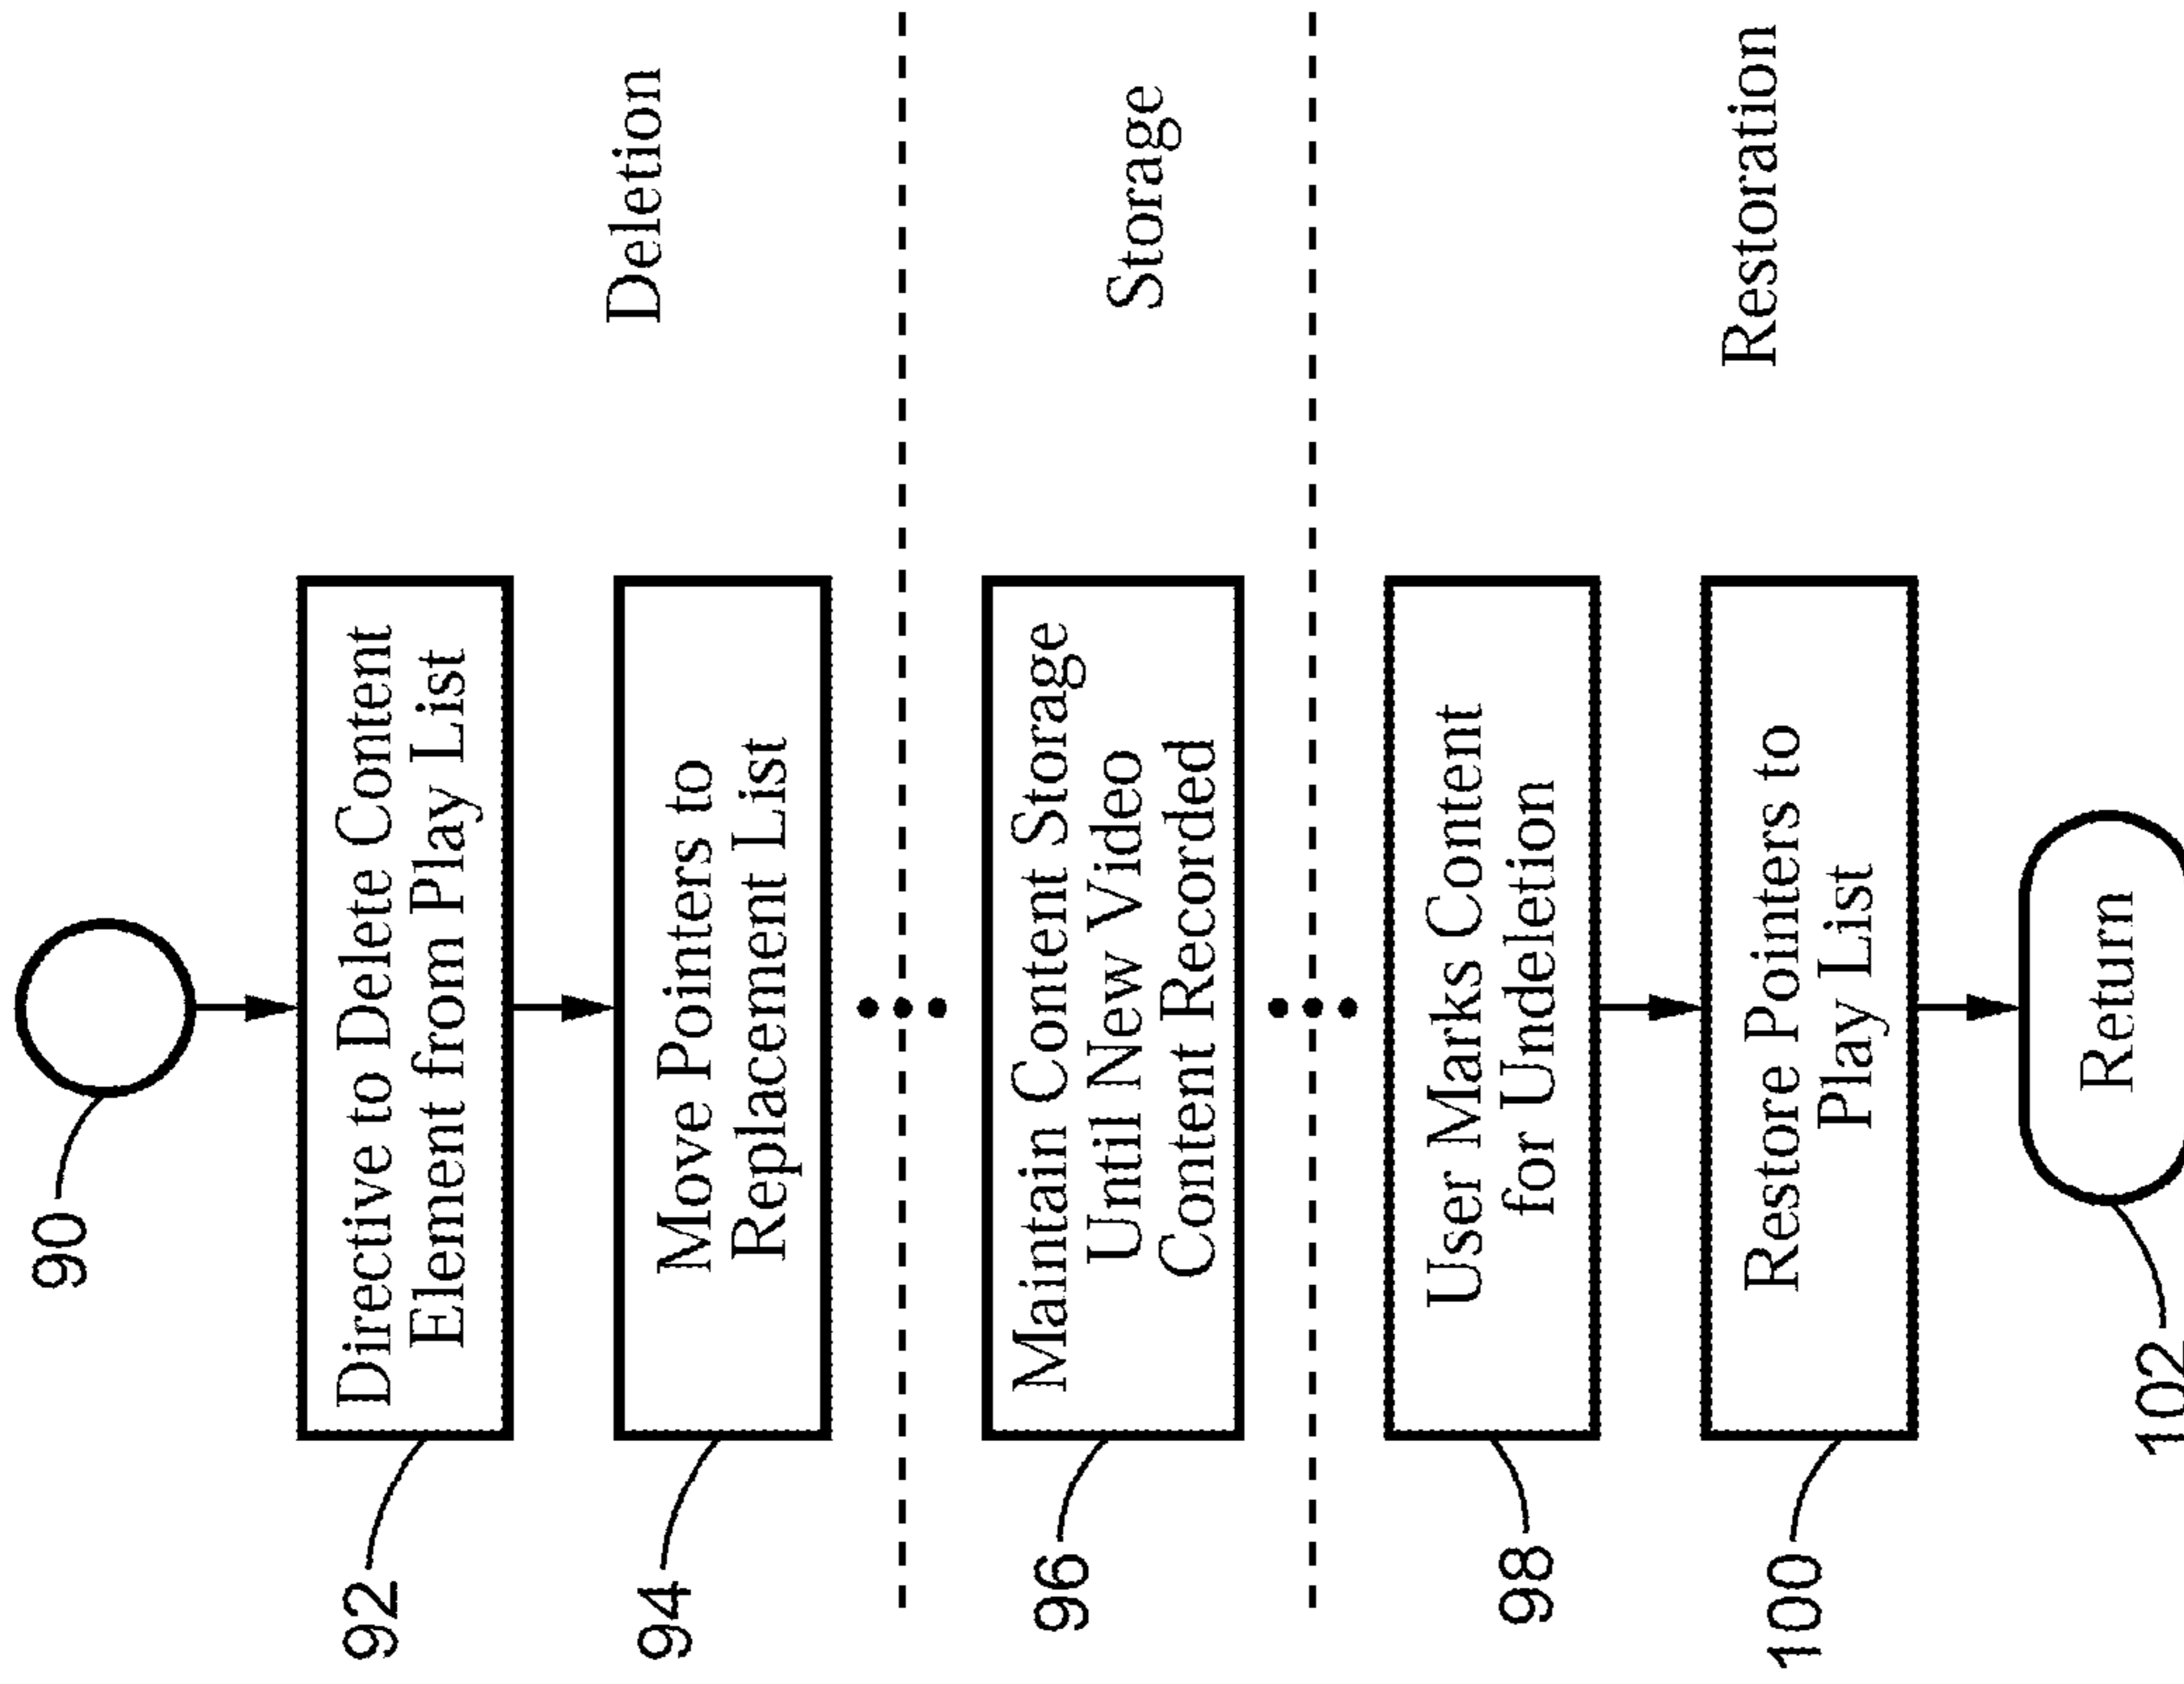 90
92
Directive to Delete Content
Element from Play List
94
Move Pointers to
Replacement List
Deletion
96
Maintain Content Storage
Until New Video
Content Recorded
Storage
98
User Marks Content
for Undeletion
100
Restore Pointers to
Play List
Restoration
102
Return